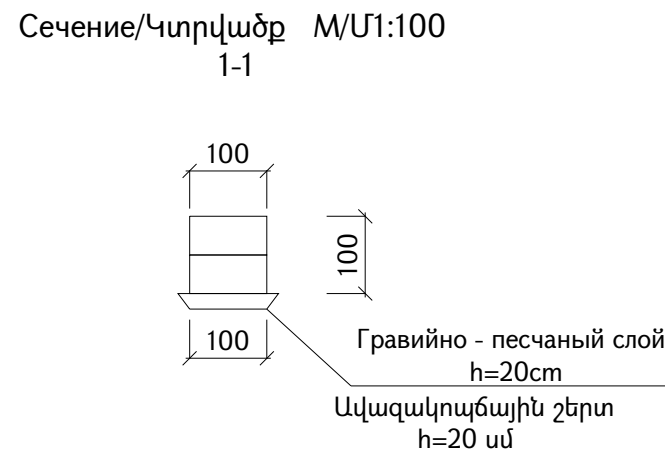 Сечение/Կտրվածք M/Մ1:100
1-1
100
100
100
Гравийно - песчаный слой
h=20cm
Ավազակոպճային շերտ
h=20 սմ